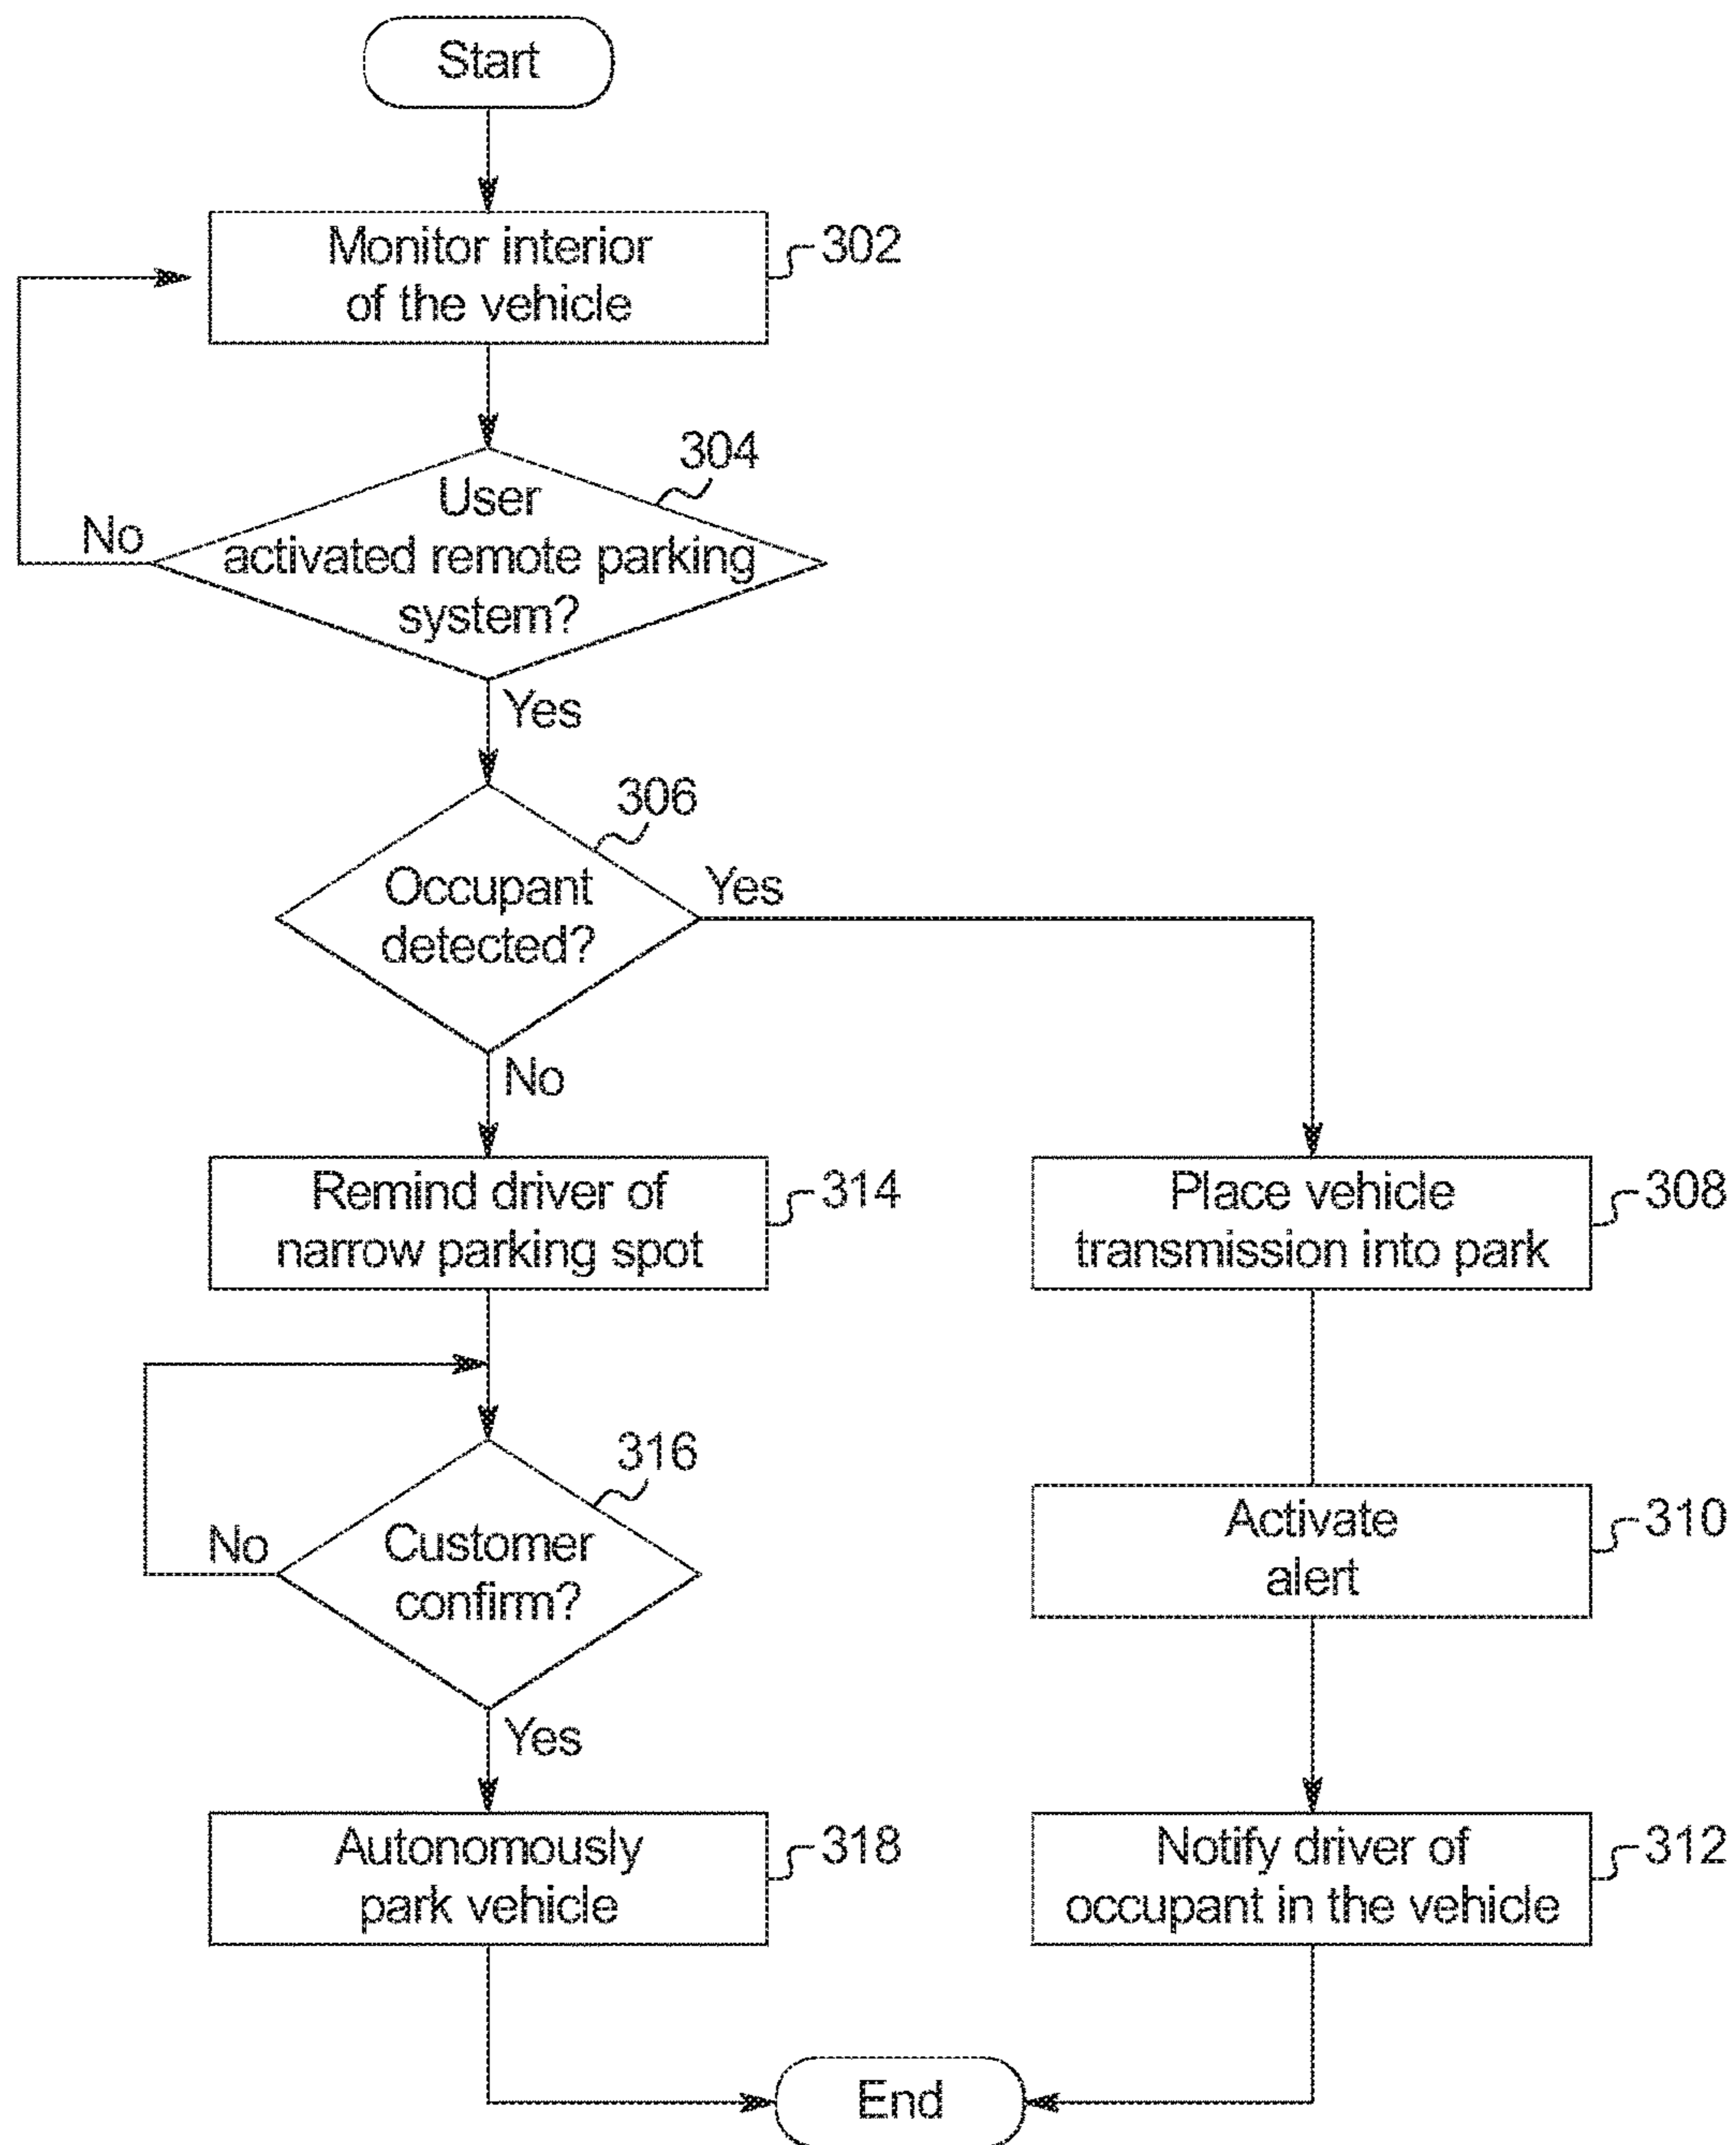 Start
Monitor interior
of the vehicle
302
304
User
activated remote parking
system?
No
Yes
306
Occupant
detected?
Yes
No
Remind driver of
narrow parking spot
314
Place vehicle
transmission into park
308
316
Customer
confirm?
No
Yes
Activate
alert
310
Autonomously
park vehicle
318
Notify driver of
occupant in the vehicle
312
End